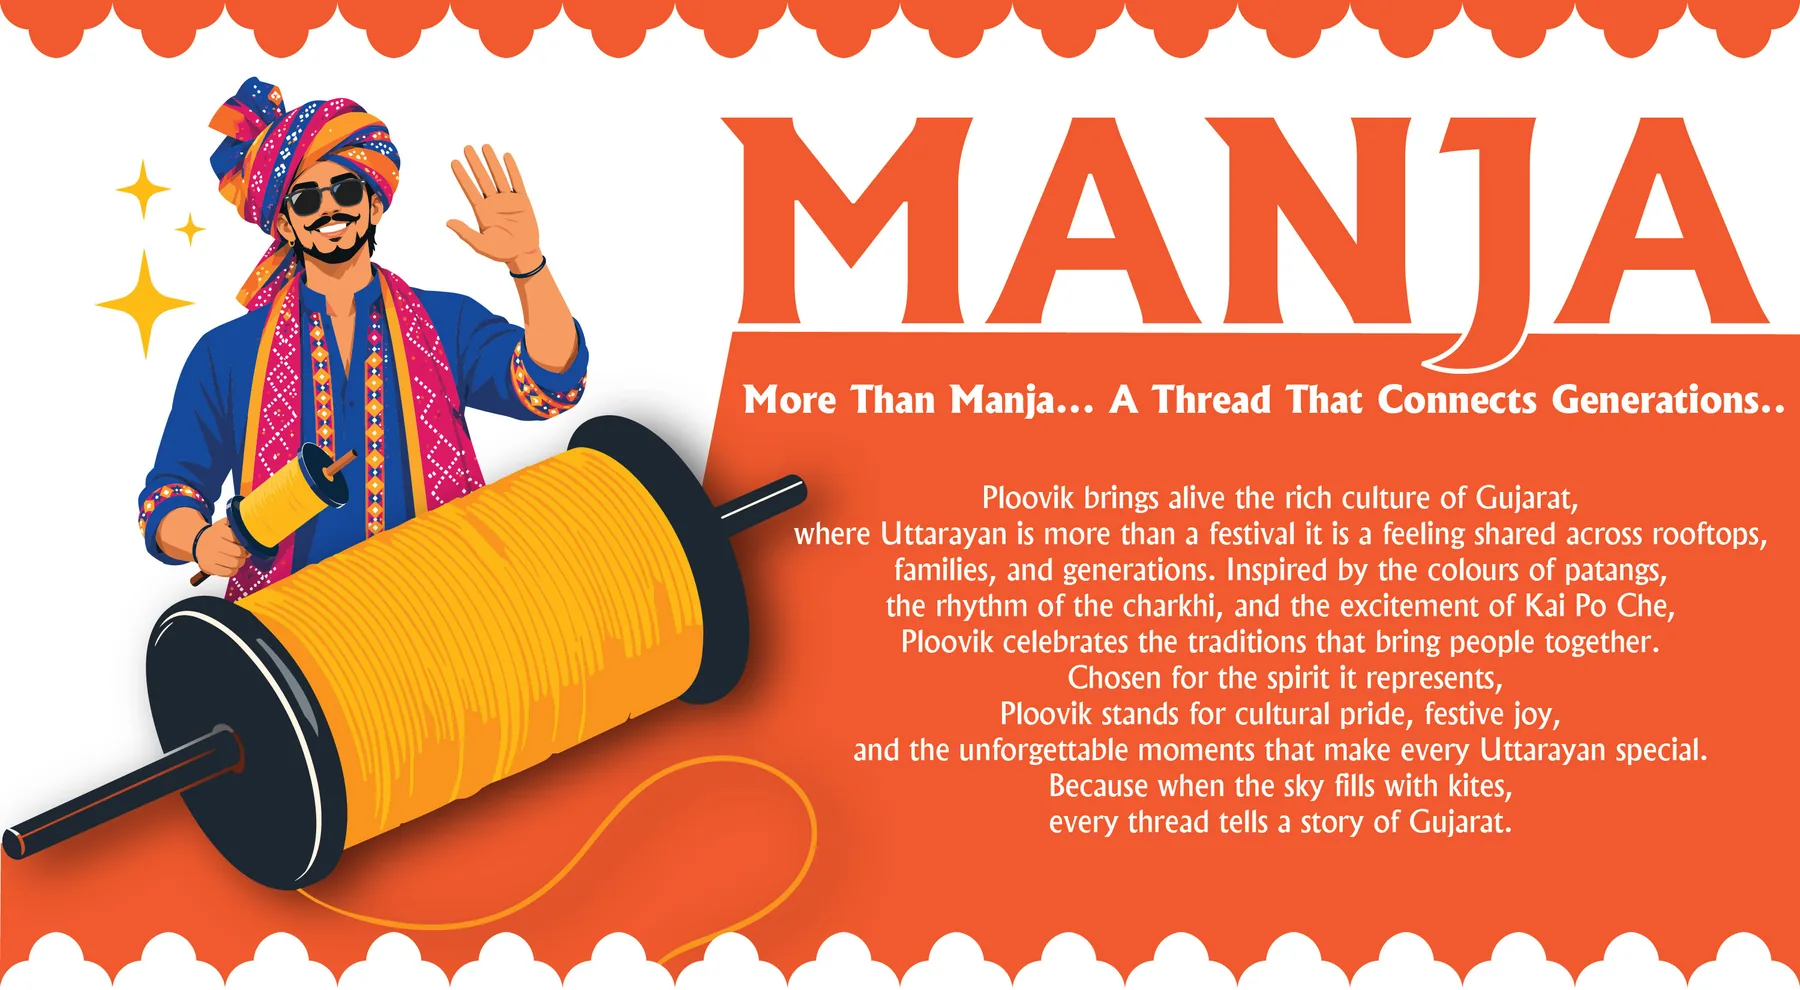 MANJA
More Than Manja... A Thread That Connects Generations..
Ploovik brings alive the rich culture of Gujarat,
where Uttarayan is more than a festival it is a feeling shared across rooftops,
families, and generations. Inspired by the colours of patangs,
the rhythm of the charkhi, and the excitement of Kai Po Che,
Ploovik celebrates the traditions that bring people together.
Chosen for the spirit it represents,
Ploovik stands for cultural pride, festive joy,
and the unforgettable moments that make every Uttarayan special.
Because when the sky fills with kites,
every thread tells a story of Gujarat.